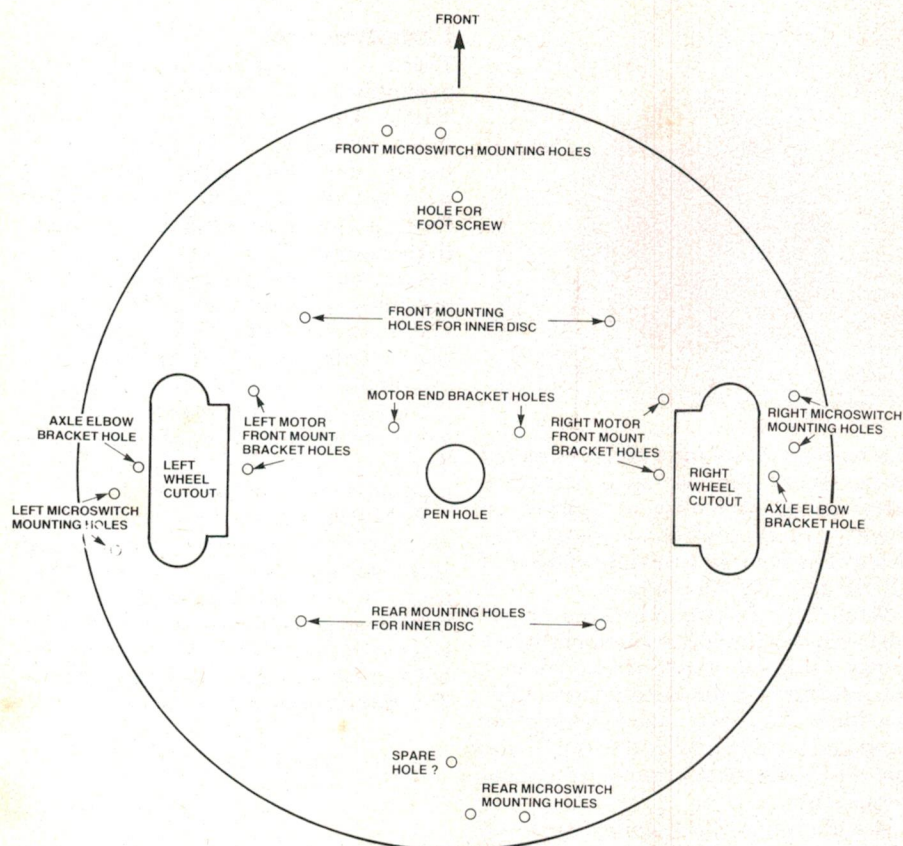 FRONT
FRONT MICROSWITCH MOUNTING HOLES
HOLE FOR
FOOT SCREW
FRONT MOUNTING
HOLES FOR INNER DISC
MOTOR END BRACKET HOLES
AXLE ELBOW
BRACKET HOLE
LEFT MOTOR
FRONT MOUNT
BRACKET HOLES
RIGHT MOTOR
FRONT MOUNT
BRACKET HOLES
RIGHT MICROSWITCH
MOUNTING HOLES
LEFT
WHEEL
CUTOUT
RIGHT
WHEEL
CUTOUT
LEFT MICROSWITCH
MOUNTING HOLES
PEN HOLE
AXLE ELBOW
BRACKET HOLE
REAR MOUNTING HOLES
FOR INNER DISC
SPARE
HOLE ?
REAR MICROSWITCH
MOUNTING HOLES